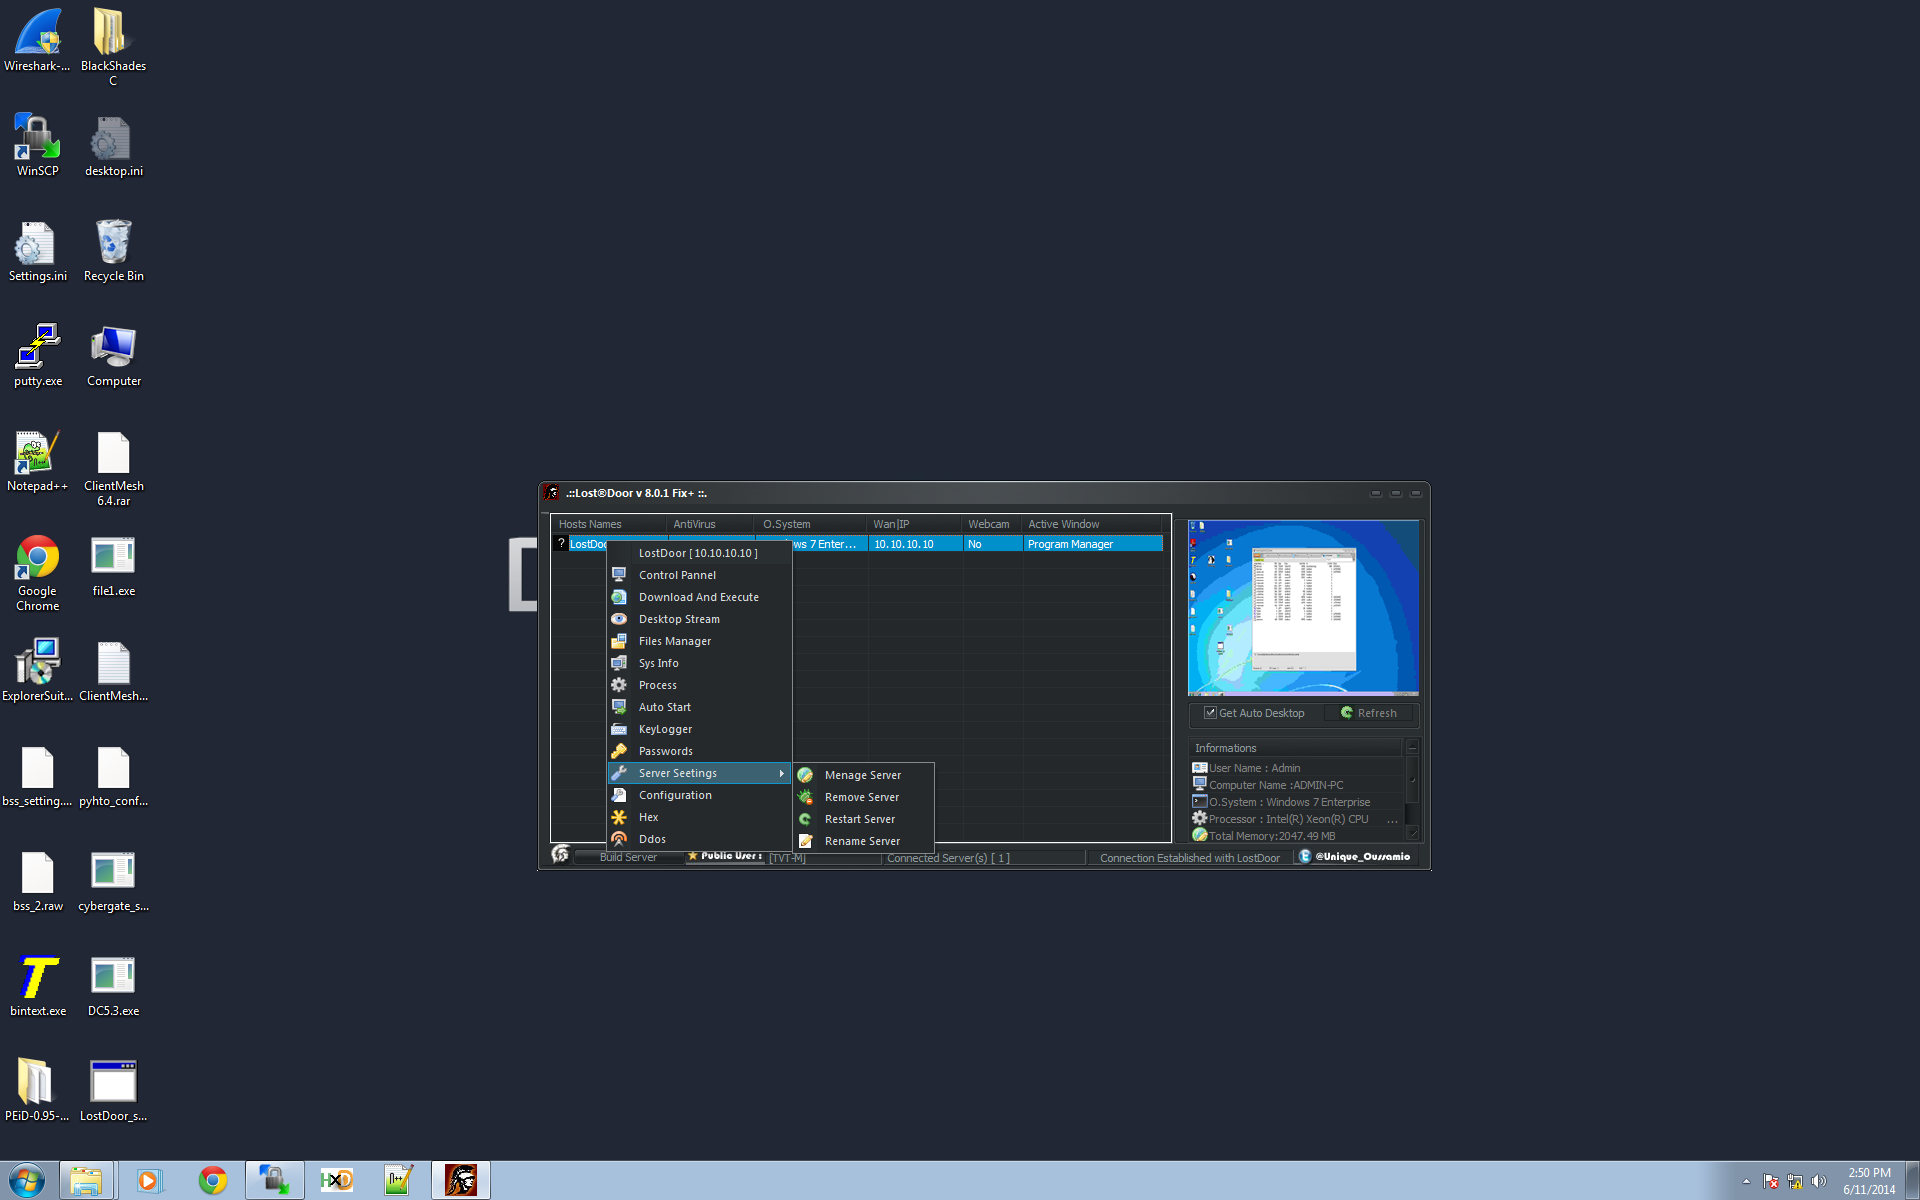 Wireshark-...
BlackShades
C
WinSCP
desktop.ini
Settings.ini
Recycle Bin
putty.exe
Computer
Notepad++
ClientMesh
6.4.rar
Google
Chrome
file1.exe
ExplorerSuit...
ClientMesh...
bss_setting....
pyhto_conf...
bss_2.raw
cybergate_s...
bintext.exe
DC5.3.exe
PEiD-0.95-...
LostDoor_s...
.::Lost®Door v 8.0.1 Fix+ ::.
Hosts Names AntiVirus O.System Wan|IP Webcam Active Window
? LostDoo ws 7 Enter... 10.10.10.10 No Program Manager
LostDoor [ 10.10.10.10 ]
Control Pannel
Download And Execute
Desktop Stream
Files Manager
Sys Info
Process
Auto Start
KeyLogger
Passwords
Server Seetings
Configuration
Hex
Ddos
Menage Server
Remove Server
Restart Server
Rename Server
Get Auto Desktop Refresh
Informations
User Name : Admin
Computer Name :ADMIN-PC
O.System : Windows 7 Enterprise
Processor : Intel(R) Xeon(R) CPU ...
Total Memory:2047.49 MB
Build Server Public User : [TVT-M] Connected Server(s) [ 1 ] Connection Established with LostDoor @Unique_Oussamio
HXD
2:50 PM
6/11/2014